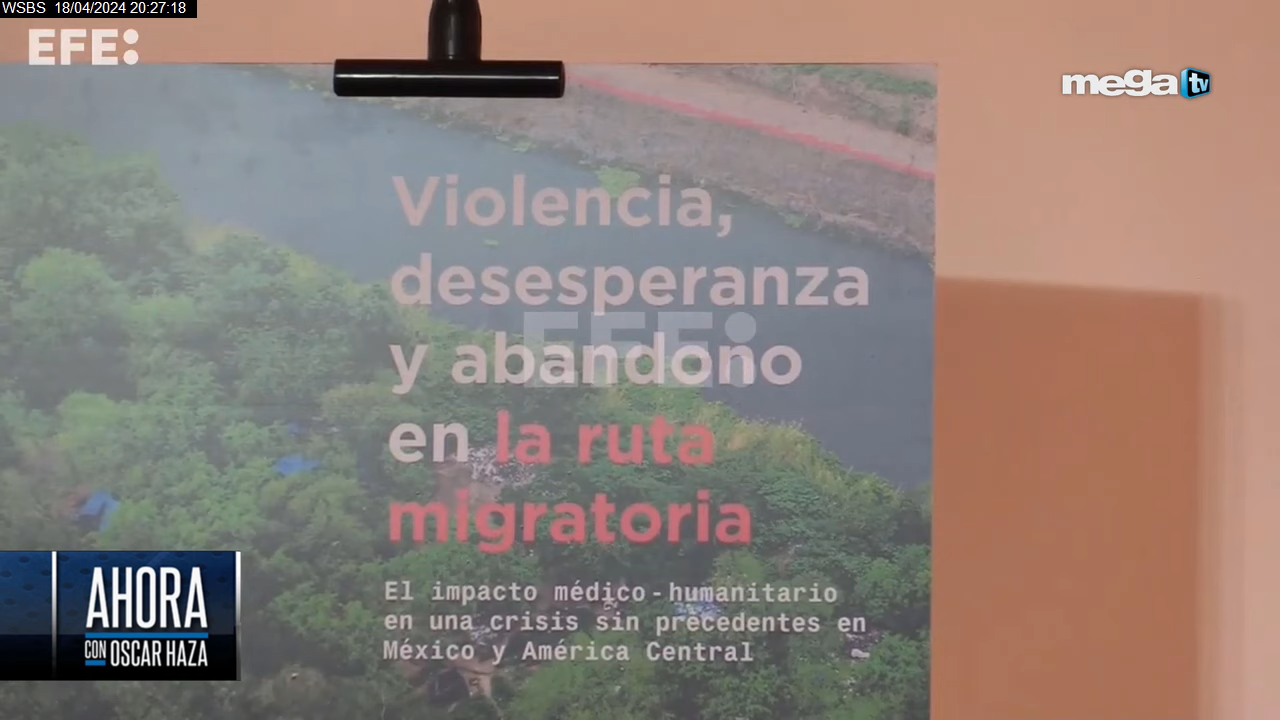 WSBS 18/04/2024 20:27:18
EFE:
mega tv
Violencia,
desesperanza
y abandono
en la ruta
migratoria
EFE:
El impacto médico-humanitario
en una crisis sin precedentes en
México y América Central
AHORA
CON OSCAR HAZA